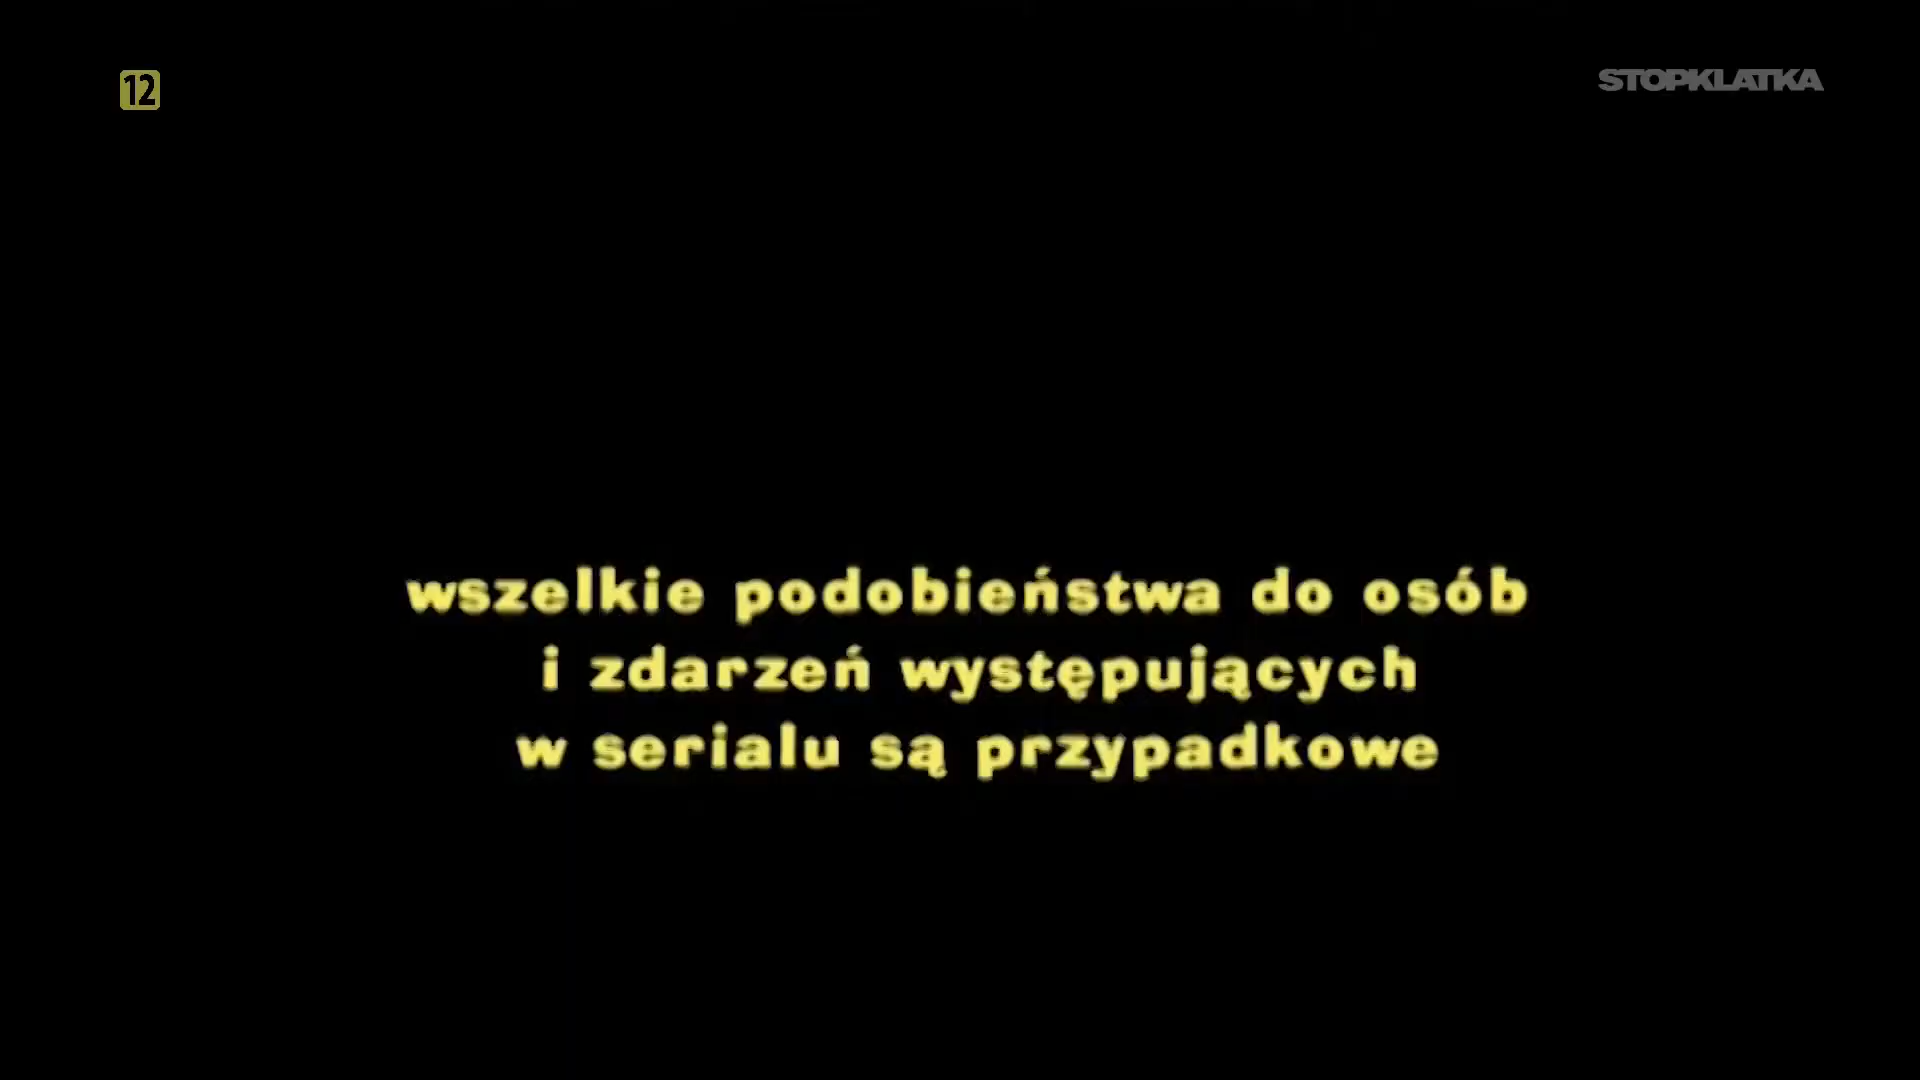 12
STOPKLATKA
wszelkie podobieństwa do osób
i zdarzeń występujących
w serialu są przypadkowe